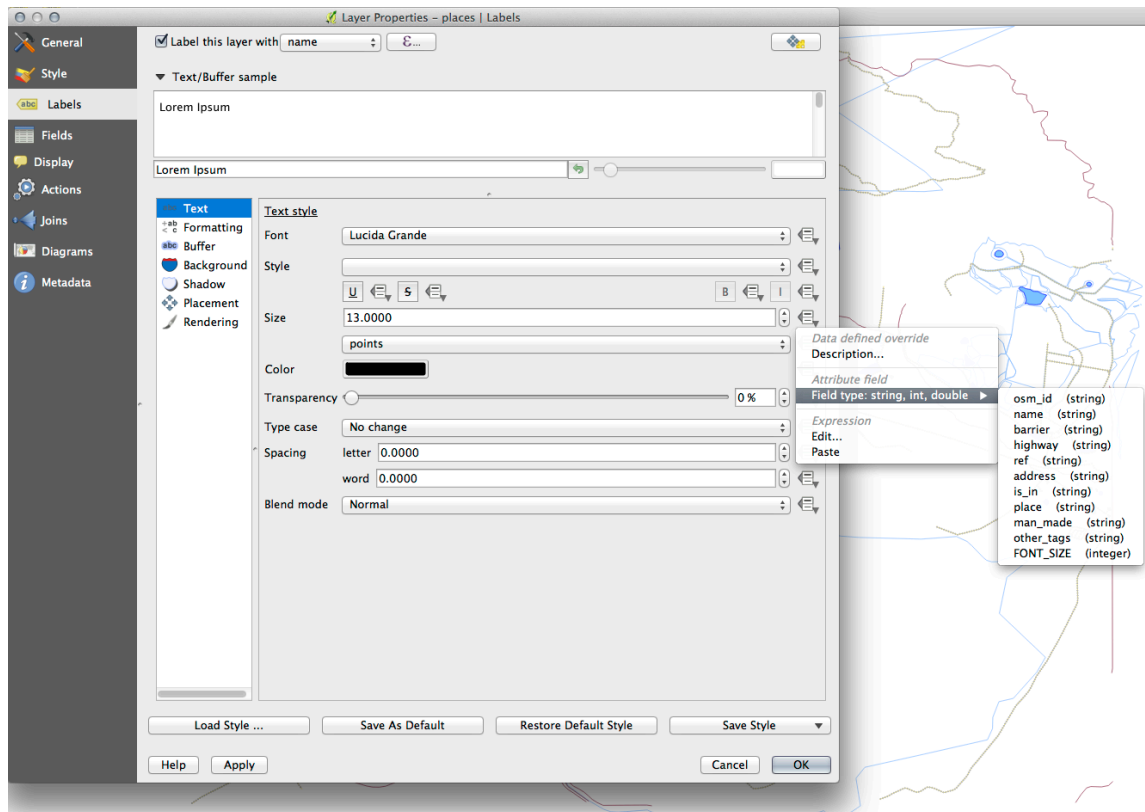 Layer Properties - places | Labels
General
Style
abc Labels
Fields
Display
Actions
Joins
Diagrams
i Metadata
Label this layer with name ε...
Text/Buffer sample
Lorem Ipsum
Lorem Ipsum
Text
+ab < c Formatting
abc Buffer
Background
Shadow
Placement
Rendering
Text style
Font Lucida Grande
Style
U S B I
Size 13.0000
points
Color
Transparency 0 %
Type case No change
Spacing letter 0.0000
word 0.0000
Blend mode Normal
Data defined override
Description...
Attribute field
Field type: string, int, double
Expression
Edit...
Paste
osm_id (string)
name (string)
barrier (string)
highway (string)
ref (string)
address (string)
is_in (string)
place (string)
man_made (string)
other_tags (string)
FONT_SIZE (integer)
Load Style ... Save As Default Restore Default Style Save Style
Help Apply Cancel OK